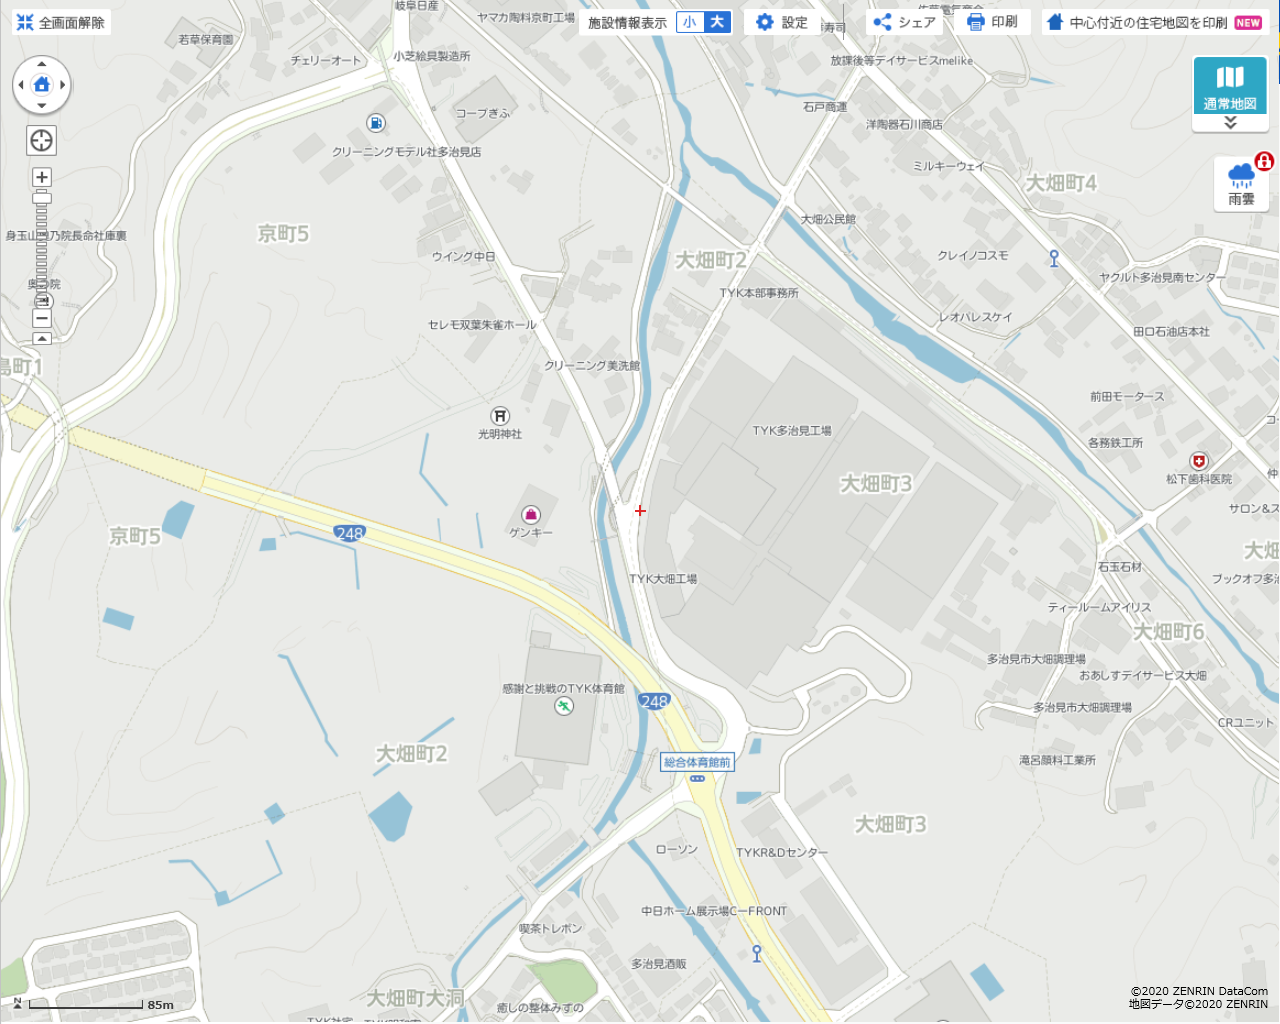 全画面解除
岐阜日産
ヤマカ陶料京町工場
施設情報表示
小
大
設定
シェア
印刷
中心付近の住宅地図を印刷
NEW
若草保育園
チェリーオート
小芝絵具製造所
放課後等デイサービスmelike
通常地図
コープぎふ
石戸商運
洋陶器石川商店
クリーニングモデル社多治見店
ミルキーウェイ
大畑町4
雨雲
大畑公民館
京町5
ウイング中日
大畑町2
クレイノコスモ
ヤクルト多治見南センター
TYK本部事務所
セレモ双葉朱雀ホール
レオパレスケイ
田口石油店本社
クリーニング美洗館
島町1
前田モータース
光明神社
TYK多治見工場
各務鉄工所
松下歯科医院
大畑町3
ゲンキー
サロン&ス
京町5
248
石玉石材
大畑
TYK大畑工場
ブックオフ多治
ティールームアイリス
大畑町6
多治見市大畑調理場
おあしすデイサービス大畑
感謝と挑戦のTYK体育館
248
多治見市大畑調理場
CRユニット
大畑町2
総合体育館前
滝呂顔料工業所
大畑町3
ローソン
TYKR&Dセンター
中日ホーム展示場CーFRONT
喫茶トレボン
多治見酒販
大畑町大洞
癒しの整体みずの
N
85m
©2020 ZENRIN DataCom
地図データ©2020 ZENRIN